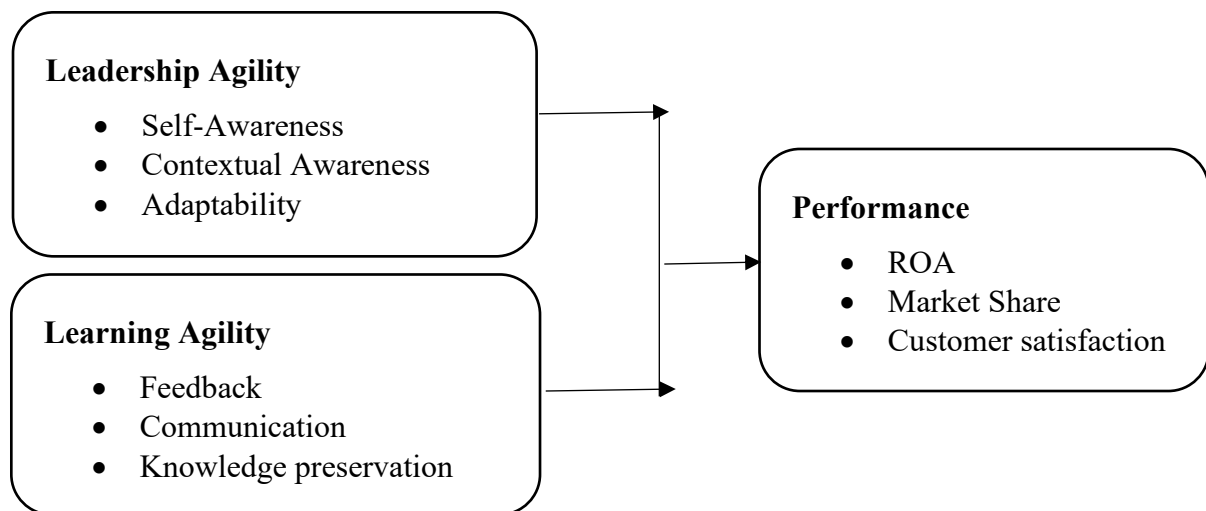 Leadership Agility
• Self-Awareness
• Contextual Awareness
• Adaptability
Learning Agility
• Feedback
• Communication
• Knowledge preservation
Performance
• ROA
• Market Share
• Customer satisfaction